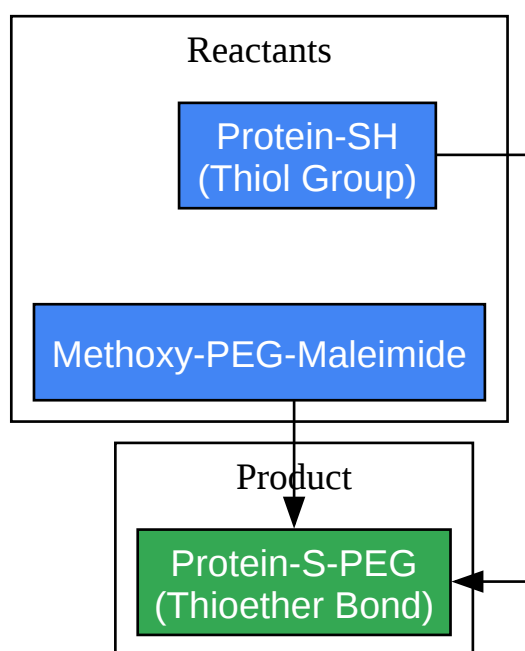 Reactants
Protein-SH
(Thiol Group)
Methoxy-PEG-Maleimide
Product
Protein-S-PEG
(Thioether Bond)